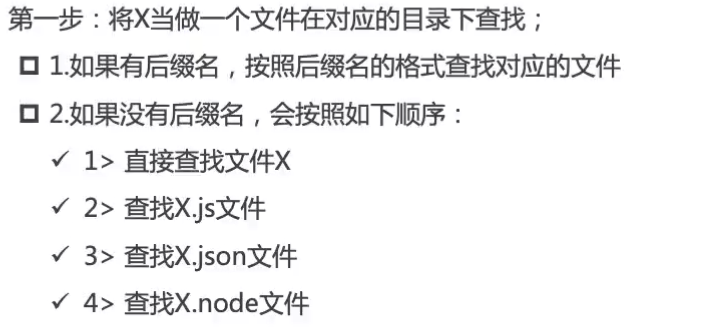 第一步：将X当做一个文件在对应的目录下查找；
1.如果有后缀名，按照后缀名的格式查找对应的文件
2.如果没有后缀名，会按照如下顺序：
✓ 1> 直接查找文件X
✓ 2> 查找X.js文件
✓ 3> 查找X.json文件
✓ 4> 查找X.node文件